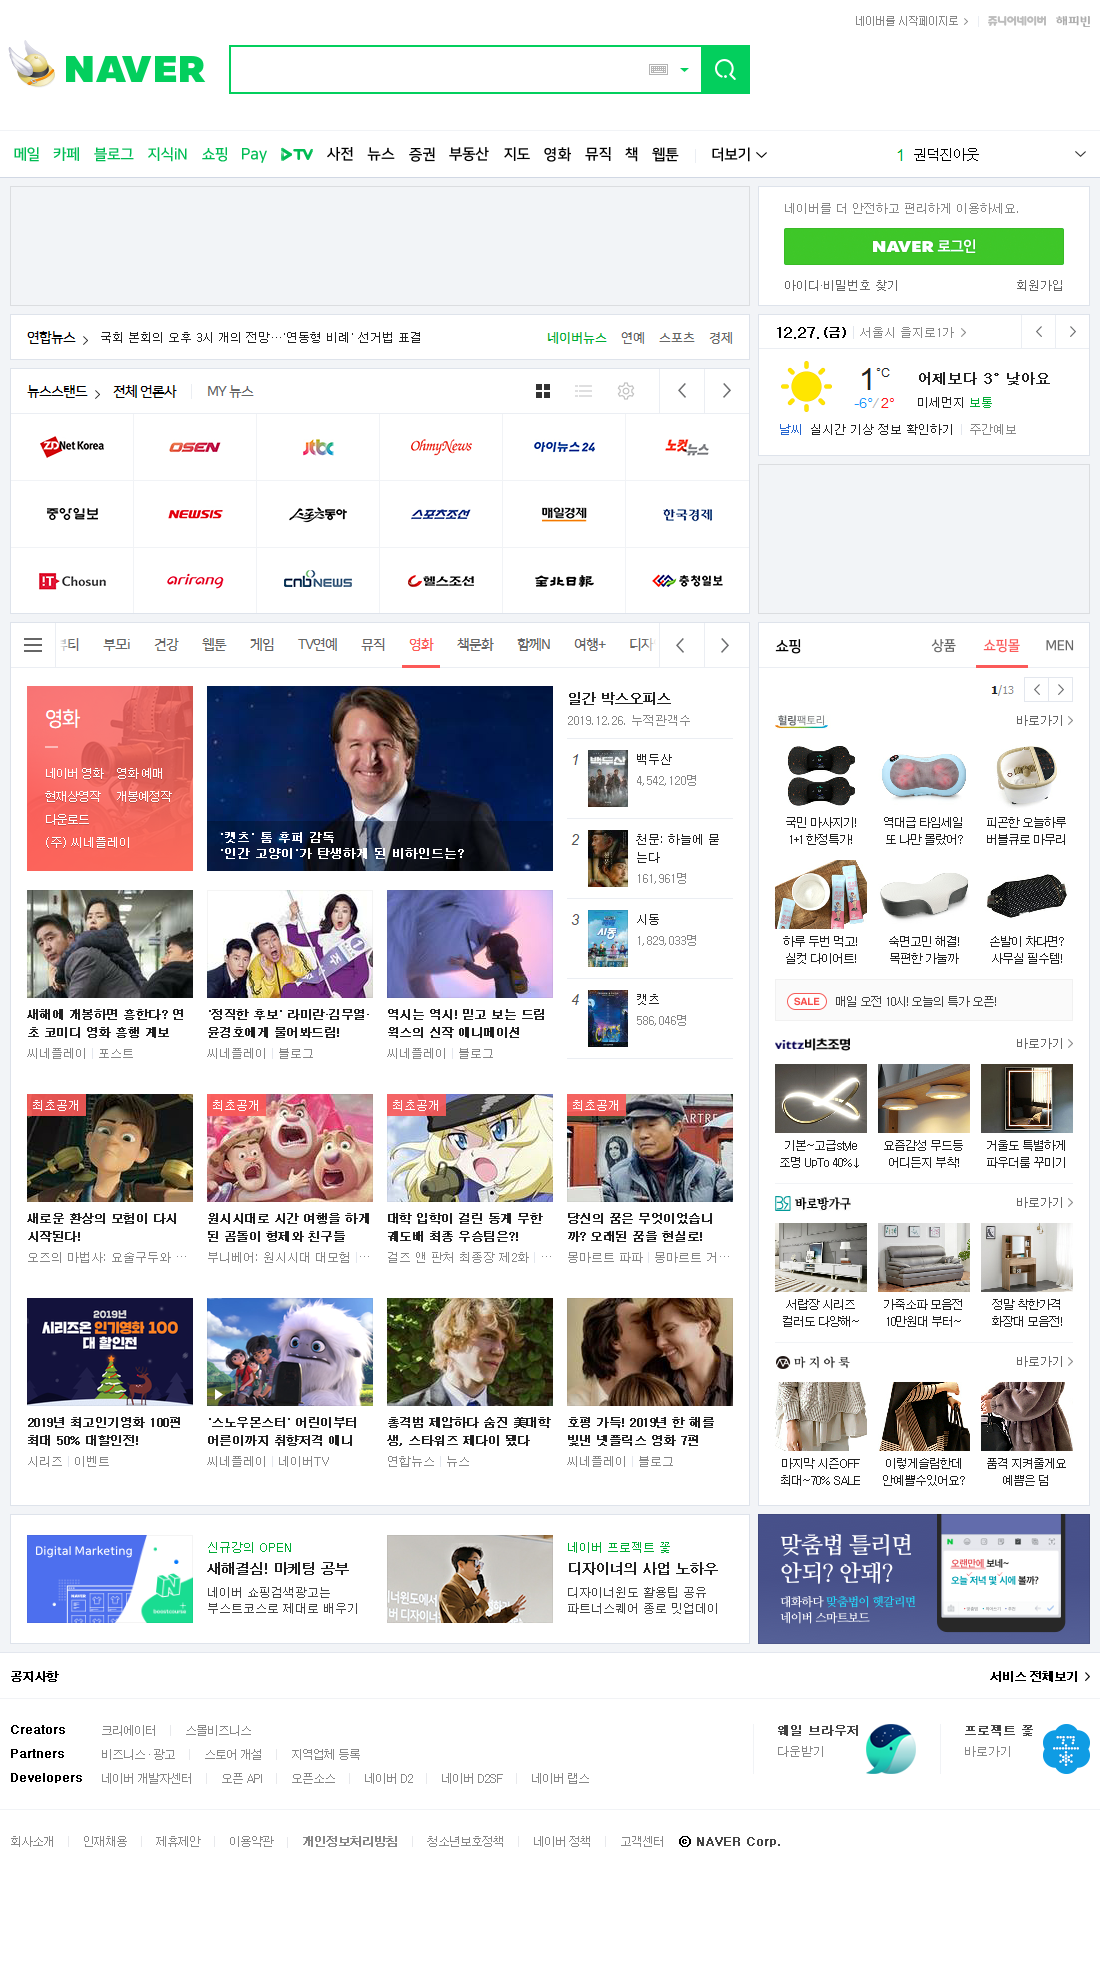 네이버를 시작페이지로
쥬니어네이버 해피빈
NAVER
메일 카페 블로그 지식iN 쇼핑 Pay TV 사전 뉴스 증권 부동산 지도 영화 뮤직 책 웹툰 더보기
1 권덕진아웃
네이버를 더 안전하고 편리하게 이용하세요.
NAVER 로그인
아이디·비밀번호 찾기 회원가입
연합뉴스 국회 본회의 오후 3시 개의 전망…'연동형 비례' 선거법 표결
네이버뉴스 연예 스포츠 경제
12.27. (금) 서울시 을지로1가
1°C
-6°/2°
어제보다 3° 낮아요
미세먼지 보통
날씨 실시간 기상 정보 확인하기 주간예보
뉴스스탠드 전체 언론사 MY 뉴스
ZDNet Korea OSEN jtbc OhmyNews 아이뉴스24 노컷뉴스
중앙일보 NEWSIS 스포츠동아 스포츠조선 매일경제 한국경제
IT Chosun arirang cnbNEWS 헬스조선 全北日報 충청일보
뷰티 부모i 건강 웹툰 게임 TV연예 뮤직 영화 책문화 함께N 여행+ 디자
영화
네이버 영화 영화 예매
현재상영작 개봉예정작
다운로드
(주) 씨네플레이
'캣츠' 톰 후퍼 감독
'인간 고양이'가 탄생하게 된 비하인드는?
일간 박스오피스
2019.12.26. 누적관객수
1 백두산
4,542,120명
2 천문: 하늘에 묻는다
161,961명
3 시동
1,829,033명
4 캣츠
586,046명
새해에 개봉하면 흥한다? 연초 코미디 영화 흥행 계보
씨네플레이 포스트
'정직한 후보' 라미란·김무열·윤경호에게 물어봐드림!
씨네플레이 블로그
역시는 역시! 믿고 보는 드림웍스의 신작 애니메이션
씨네플레이 블로그
최초공개
새로운 환상의 모험이 다시 시작된다!
오즈의 마법사: 요술구두와 …
최초공개
원시시대로 시간 여행을 하게 된 곰돌이 형제와 친구들
부니베어: 원시시대 대모험 …
최초공개
대학 입학이 걸린 동계 무한궤도배 최종 우승팀은?!
걸즈 앤 판처 최종장 제2화 …
최초공개
당신의 꿈은 무엇이었습니까? 오래된 꿈을 현실로!
몽마르트 파파 몽마르트 거…
2019년
시리즈온 인기영화 100
대 할인전
2019년 최고인기영화 100편 최대 50% 대할인전!
시리즈 이벤트
'스노우몬스터' 어린이부터 어른이까지 취향저격 애니
씨네플레이 네이버TV
총격범 제압하다 숨진 美대학생, 스타워즈 제다이 됐다
연합뉴스 뉴스
호평 가득! 2019년 한 해를 빛낸 넷플릭스 영화 7편
씨네플레이 블로그
쇼핑 상품 쇼핑몰 MEN
1/13
힐링팩토리 바로가기
국민 마사지기!
1+1 한정특가!
역대급 타임세일
또 나만 몰랐어?
피곤한 오늘하루
버블큐로 마무리
하루 두번 먹고!
실컷 다이어트!
숙면고민 해결!
목편한 가눌까
손발이 차다면?
사무실 필수템!
SALE 매일 오전 10시! 오늘의 특가 오픈!
vittz비츠조명 바로가기
기본~고급style
조명 UpTo 40%↓
요즘감성 무드등
어디든지 부착!
거울도 특별하게
파우더룸 꾸미기
바로방가구 바로가기
서랍장 시리즈
컬러도 다양해~
가죽소파 모음전
10만원대 부터~
정말 착한가격
화장대 모음전!
마지아룩 바로가기
마지막 시즌OFF
최대~70% SALE
이렇게슬림한데
안예쁠수있어요?
품격 지켜줄게요
예쁨은 덤
Digital Marketing
boostcourse
신규강의 OPEN
새해결심! 마케팅 공부
네이버 쇼핑검색광고는
부스트코스로 제대로 배우기
네이버 프로젝트 꽃
디자이너의 사업 노하우
디자이너윈도 활용팁 공유
파트너스퀘어 종로 밋업데이
맞춤법 틀리면
안되? 안돼?
대화하다 맞춤법이 헷갈리면
네이버 스마트보드
오랜만에 보네~
오늘 저녁 몇 시에 볼까?
공지사항 서비스 전체보기
Creators 크리에이터 스몰비즈니스
Partners 비즈니스·광고 스토어 개설 지역업체 등록
Developers 네이버 개발자센터 오픈 API 오픈소스 네이버 D2 네이버 D2SF 네이버 랩스
웨일 브라우저
다운받기
프로젝트 꽃
바로가기
회사소개 인재채용 제휴제안 이용약관 개인정보처리방침 청소년보호정책 네이버 정책 고객센터 ⓒ NAVER Corp.